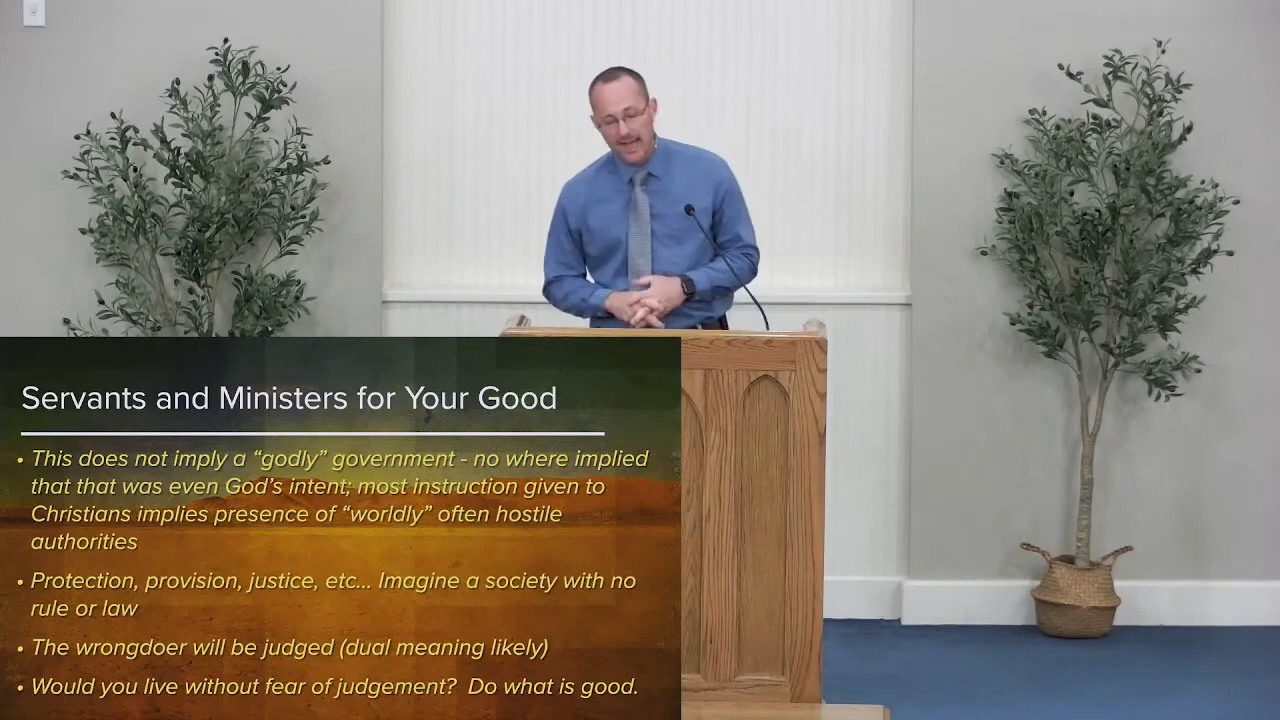 Servants and Ministers for Your Good
• This does not imply a “godly” government - no where implied
that that was even God’s intent; most instruction given to
Christians implies presence of “worldly” often hostile
authorities
• Protection, provision, justice, etc... Imagine a society with no
rule or law
• The wrongdoer will be judged (dual meaning likely)
• Would you live without fear of judgement?  Do what is good.